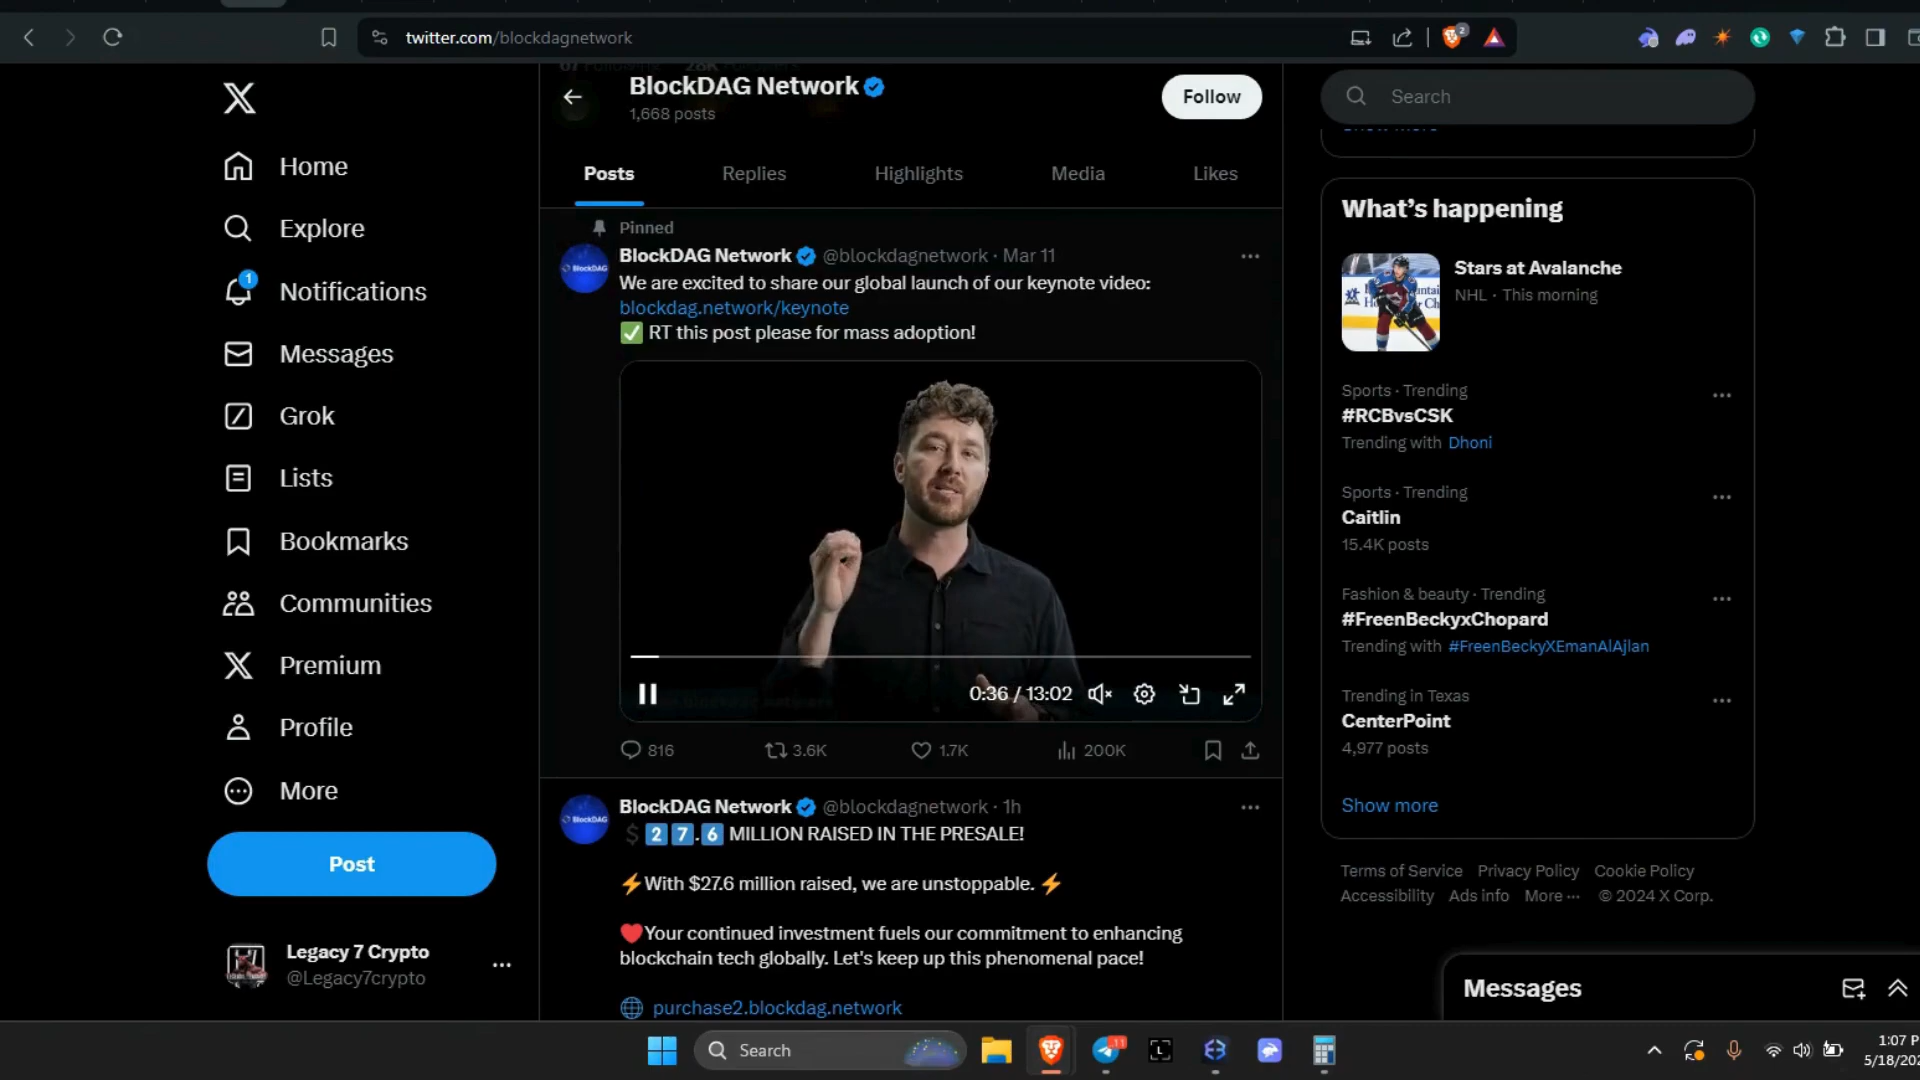 twitter.com/blockdagnetwork
2
BlockDAG Network
1,668 posts
Follow
Search
Home
Explore
1
Notifications
Messages
Grok
Lists
Bookmarks
Communities
Premium
Profile
More
Post
Legacy 7 Crypto
@Legacy7crypto
Posts
Replies
Highlights
Media
Likes
Pinned
BlockDAG
BlockDAG Network @blockdagnetwork · Mar 11
We are excited to share our global launch of our keynote video:
blockdag.network/keynote
✅ RT this post please for mass adoption!
0:36 / 13:02
816
3.6K
1.7K
200K
BlockDAG
BlockDAG Network @blockdagnetwork · 1h
$ 2 7 . 6 MILLION RAISED IN THE PRESALE!
⚡With $27.6 million raised, we are unstoppable. ⚡
❤️Your continued investment fuels our commitment to enhancing
blockchain tech globally. Let's keep up this phenomenal pace!
🌐 purchase2.blockdag.network
What's happening
Stars at Avalanche
NHL · This morning
Sports · Trending
#RCBvsCSK
Trending with Dhoni
Sports · Trending
Caitlin
15.4K posts
Fashion & beauty · Trending
#FreenBeckyxChopard
Trending with #FreenBeckyXEmanAlAjlan
Trending in Texas
CenterPoint
4,977 posts
Show more
Terms of Service Privacy Policy Cookie Policy
Accessibility Ads info More ··· © 2024 X Corp.
Messages
Search
11
1:07 P
5/18/202